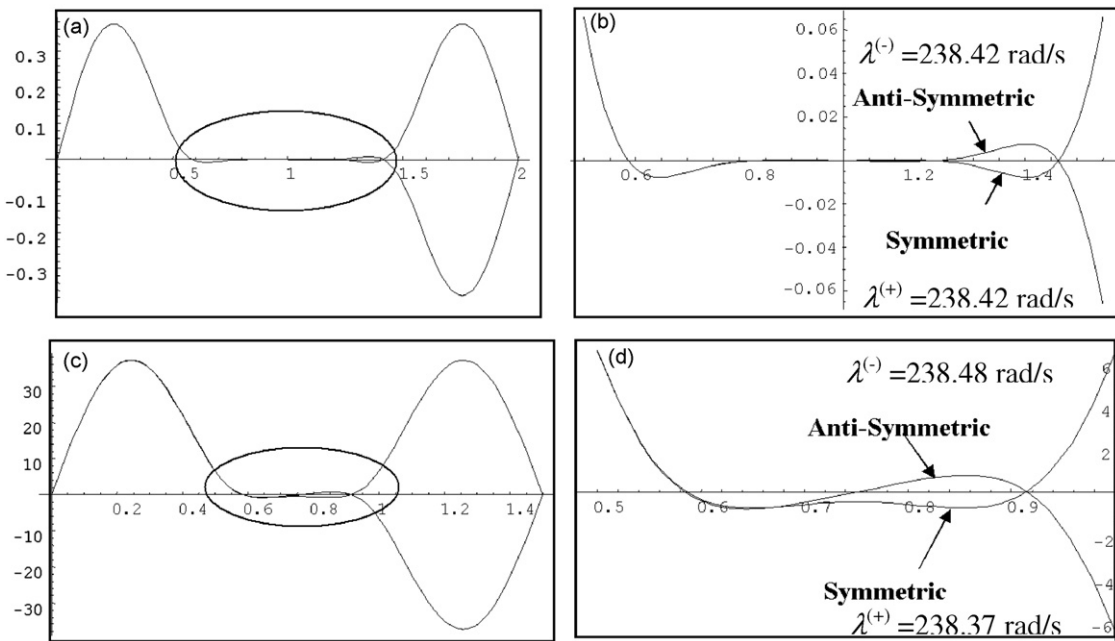 (a)
0.3
0.2
0.1
0.5 1 1.5 2
-0.1
-0.2
-0.3
(b)
0.06
λ(-) =238.42 rad/s
0.04
Anti-Symmetric
0.02
0.6 0.8 1.2 1.4
-0.02
Symmetric
-0.04
-0.06
λ(+) =238.42 rad/s
(c)
30
20
10
0.2 0.4 0.6 0.8 1 1.2 1.4
-10
-20
-30
(d)
λ(-) =238.48 rad/s
6
4
Anti-Symmetric
2
0.5 0.6 0.7 0.8 0.9
-2
Symmetric
-4
λ(+) =238.37 rad/s
-6